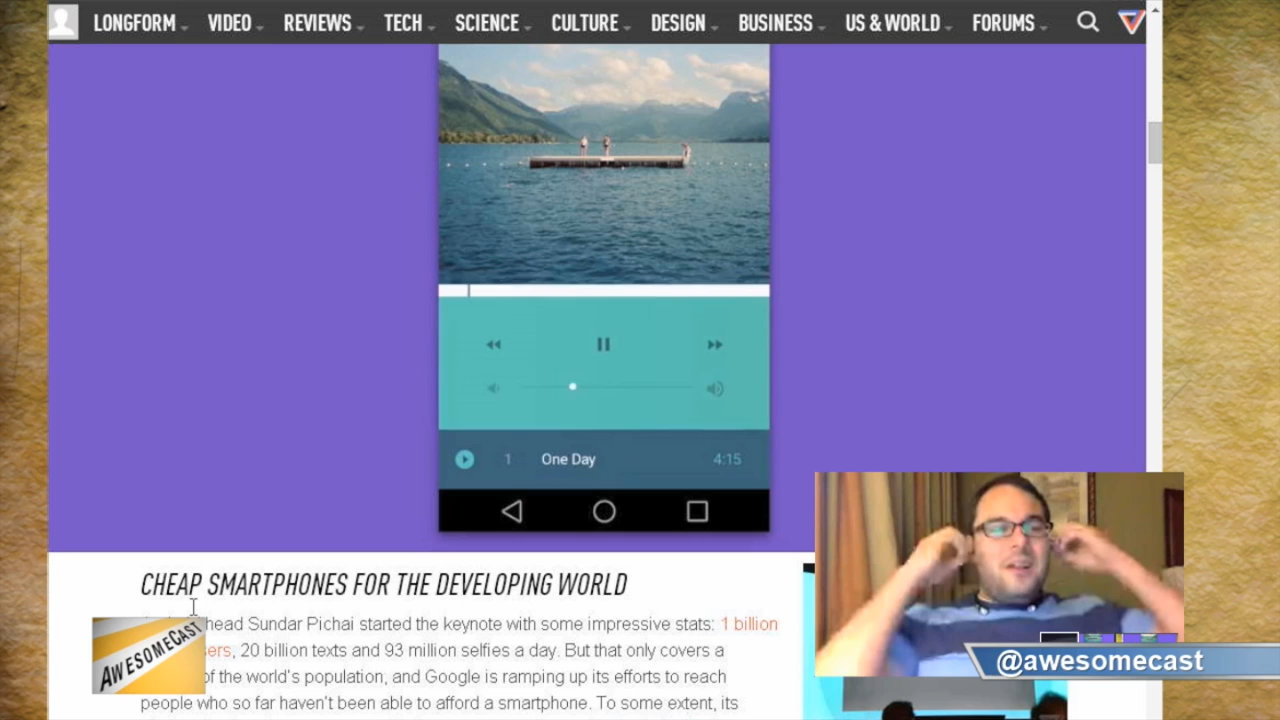 LONGFORM VIDEO REVIEWS TECH SCIENCE CULTURE DESIGN BUSINESS US & WORLD FORUMS
1 One Day 4:15
CHEAP SMARTPHONES FOR THE DEVELOPING WORLD
head Sundar Pichai started the keynote with some impressive stats: 1 billion
sers, 20 billion texts and 93 million selfies a day. But that only covers a
of the world's population, and Google is ramping up its efforts to reach
people who so far haven't been able to afford a smartphone. To some extent, its
AWESOMECAST
@awesomecast